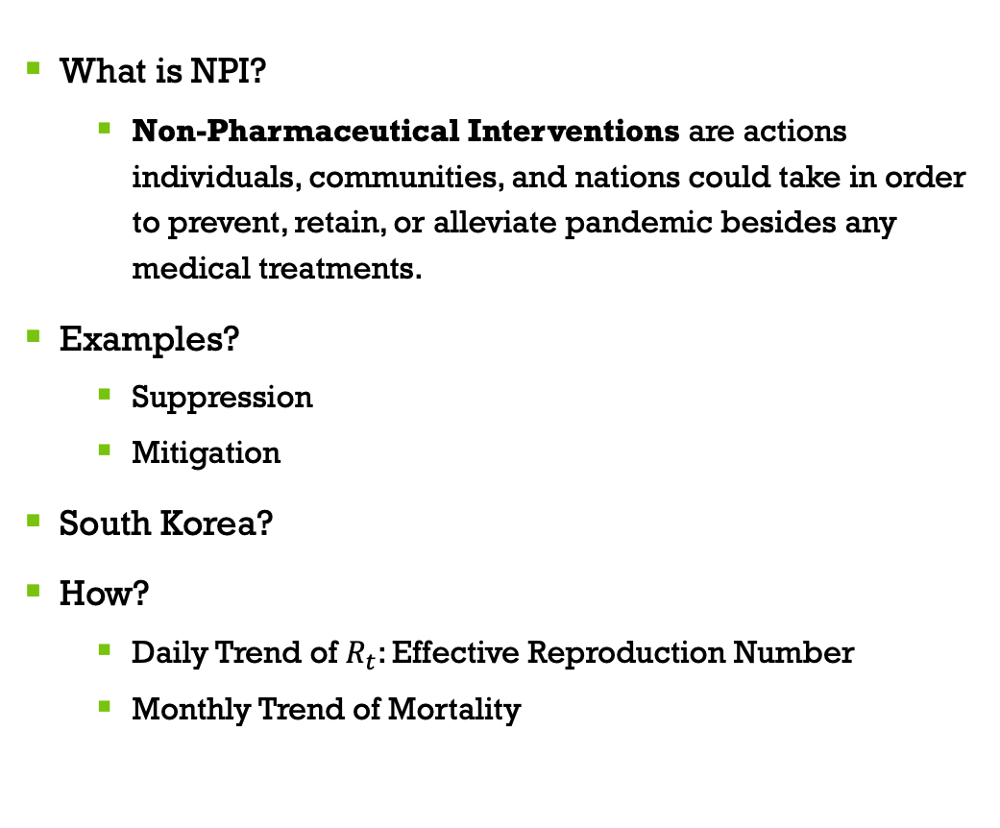 ▪ What is NPI?
▪ Non-Pharmaceutical Interventions are actions
individuals, communities, and nations could take in order
to prevent, retain, or alleviate pandemic besides any
medical treatments.
▪ Examples?
▪ Suppression
▪ Mitigation
▪ South Korea?
▪ How?
▪ Daily Trend of R_t: Effective Reproduction Number
▪ Monthly Trend of Mortality